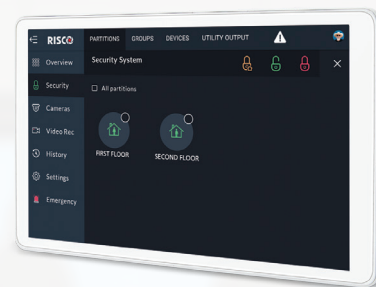 RISCO
PARTITIONS GROUPS DEVICES UTILITY OUTPUT
Overview
Security System
Security
All partitions
Cameras
Video Rec
FIRST FLOOR SECOND FLOOR
History
Settings
Emergency